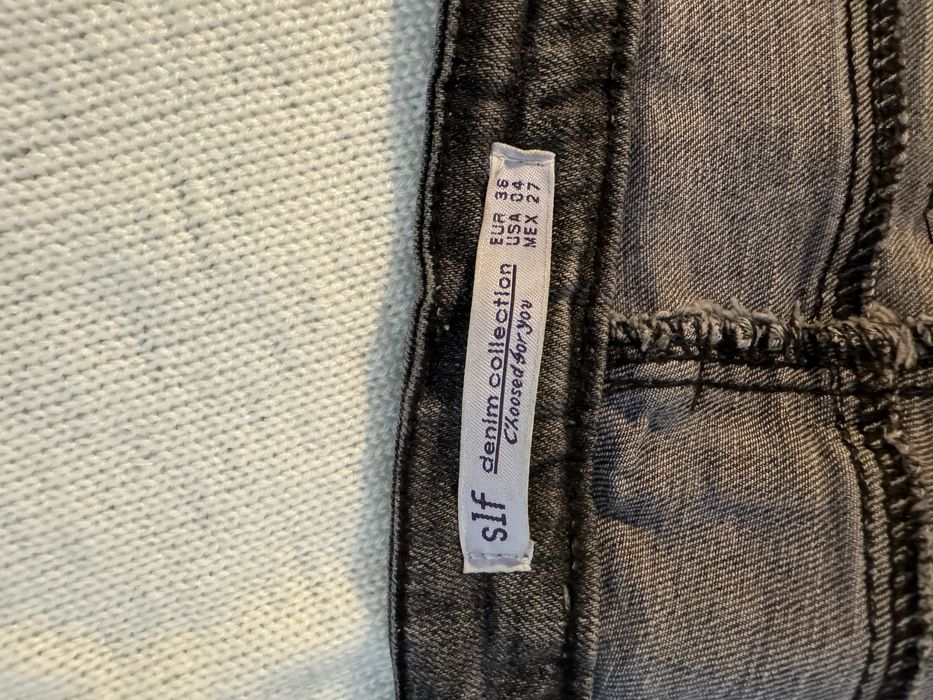 slf
denim collection
Choosed for you
EUR 36
USA 04
MEX 27